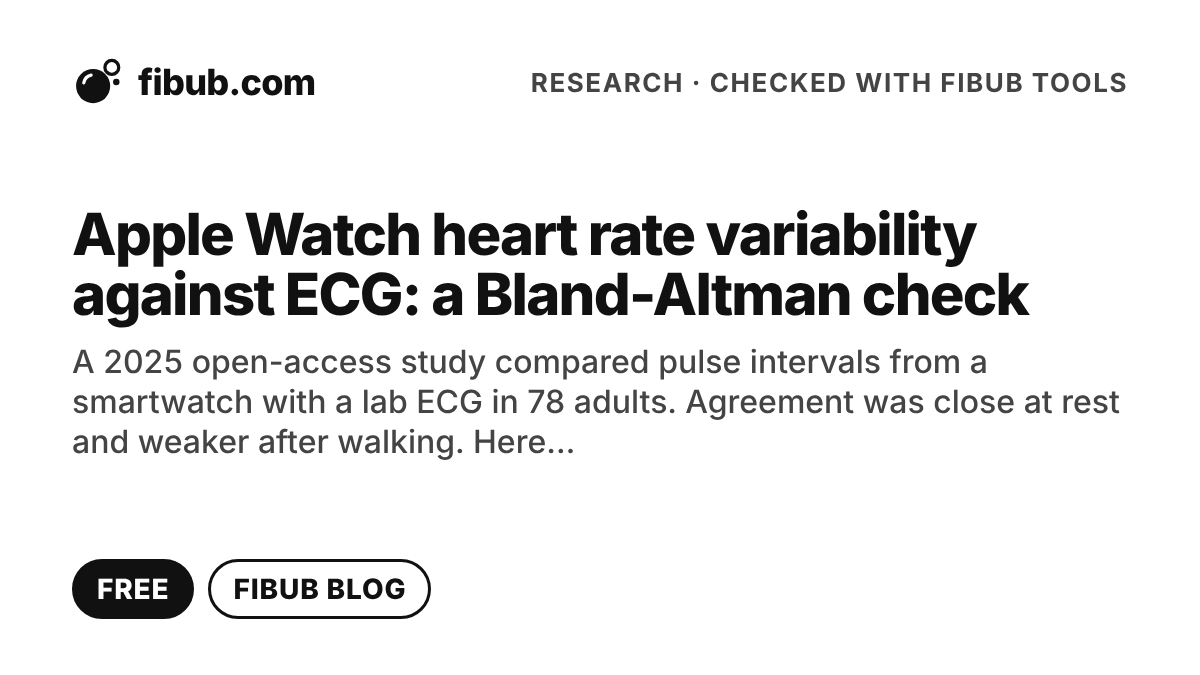 fibub.com
RESEARCH · CHECKED WITH FIBUB TOOLS
Apple Watch heart rate variability
against ECG: a Bland-Altman check
A 2025 open-access study compared pulse intervals from a
smartwatch with a lab ECG in 78 adults. Agreement was close at rest
and weaker after walking. Here…
FREE
FIBUB BLOG